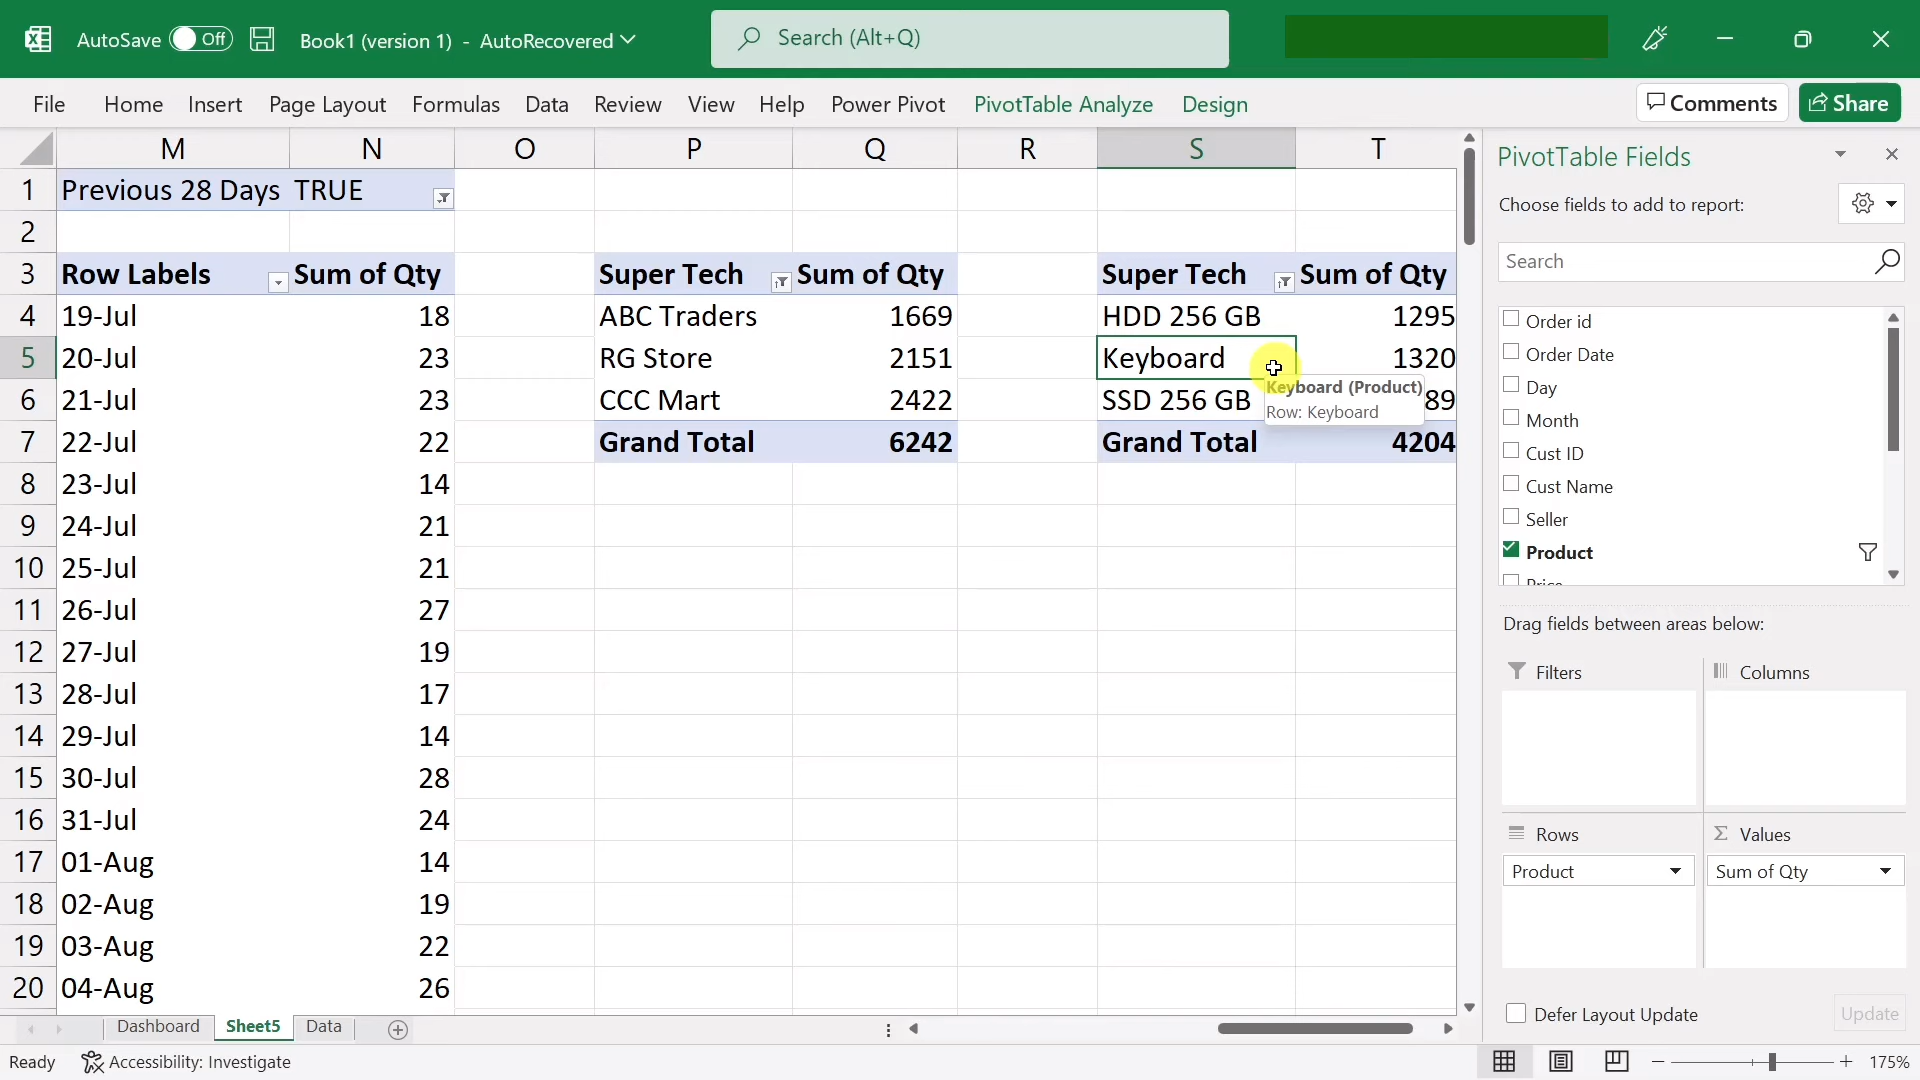 AutoSave Off Book1 (version 1) - AutoRecovered Search (Alt+Q)
File Home Insert Page Layout Formulas Data Review View Help Power Pivot PivotTable Analyze Design Comments Share
M N O P Q R S T
1 Previous 28 Days TRUE
2
3 Row Labels Sum of Qty Super Tech Sum of Qty Super Tech Sum of Qty
4 19-Jul 18 ABC Traders 1669 HDD 256 GB 1295
5 20-Jul 23 RG Store 2151 Keyboard 1320
6 21-Jul 23 CCC Mart 2422 SSD 256 GB 89
Keyboard (Product)
Row: Keyboard
7 22-Jul 22 Grand Total 6242 Grand Total 4204
8 23-Jul 14
9 24-Jul 21
10 25-Jul 21
11 26-Jul 27
12 27-Jul 19
13 28-Jul 17
14 29-Jul 14
15 30-Jul 28
16 31-Jul 24
17 01-Aug 14
18 02-Aug 19
19 03-Aug 22
20 04-Aug 26
PivotTable Fields
Choose fields to add to report:
Search
Order id
Order Date
Day
Month
Cust ID
Cust Name
Seller
Product
Price
Drag fields between areas below:
Filters Columns
Rows Σ Values
Product Sum of Qty
Defer Layout Update Update
Dashboard Sheet5 Data
Ready Accessibility: Investigate 175%